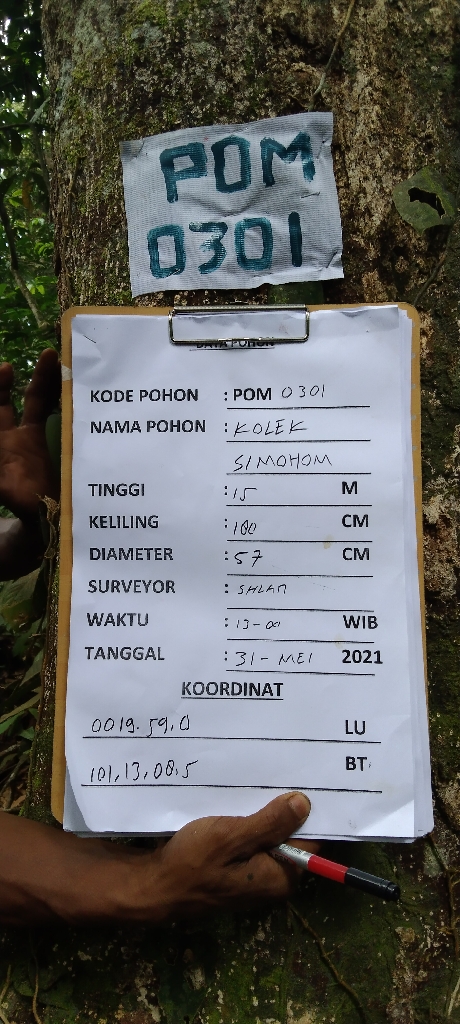 POM
0301
DATA POHON
KODE POHON : POM 0301
NAMA POHON : KOLEK
SIMOHOM
TINGGI : 15 M
KELILING : 180 CM
DIAMETER : 57 CM
SURVEYOR : SHLAN
WAKTU : 13-00 WIB
TANGGAL : 31-MEI 2021
KOORDINAT
0019.59,0 LU
101,13,08,5 BT